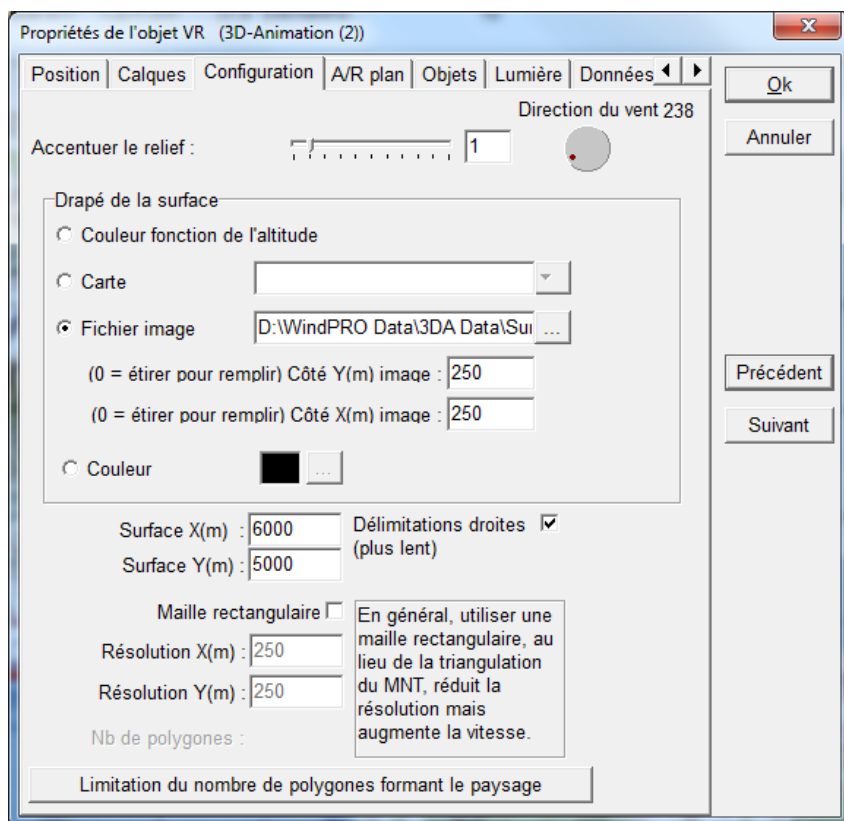 Propriétés de l'objet VR (3D-Animation (2))
Position Calques Configuration A/R plan Objets Lumière Données
Ok
Annuler
Direction du vent 238
Accentuer le relief : 1
Drapé de la surface
Couleur fonction de l'altitude
Carte
Fichier image D:\WindPRO Data\3DA Data\Sur ...
(0 = étirer pour remplir) Côté Y(m) image : 250
(0 = étirer pour remplir) Côté X(m) image : 250
Précédent
Suivant
Couleur ...
Surface X(m) : 6000 Délimitations droites
(plus lent)
Surface Y(m) : 5000
Maille rectangulaire
Résolution X(m) : 250
Résolution Y(m) : 250
Nb de polygones :
En général, utiliser une
maille rectangulaire, au
lieu de la triangulation
du MNT, réduit la
résolution mais
augmente la vitesse.
Limitation du nombre de polygones formant le paysage